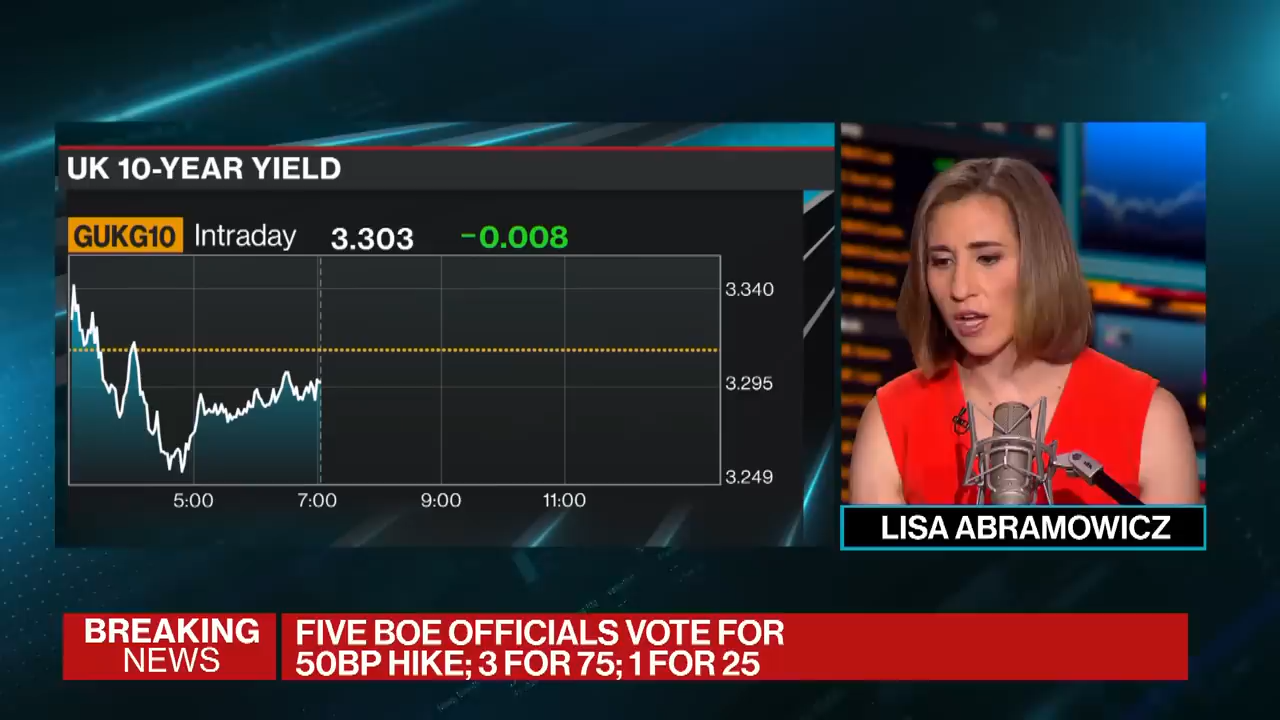 UK 10-YEAR YIELD
GUKG10 Intraday 3.303 -0.008
3.340
3.295
3.249
5:00 7:00 9:00 11:00
LISA ABRAMOWICZ
BREAKING NEWS
FIVE BOE OFFICIALS VOTE FOR
50BP HIKE; 3 FOR 75; 1 FOR 25